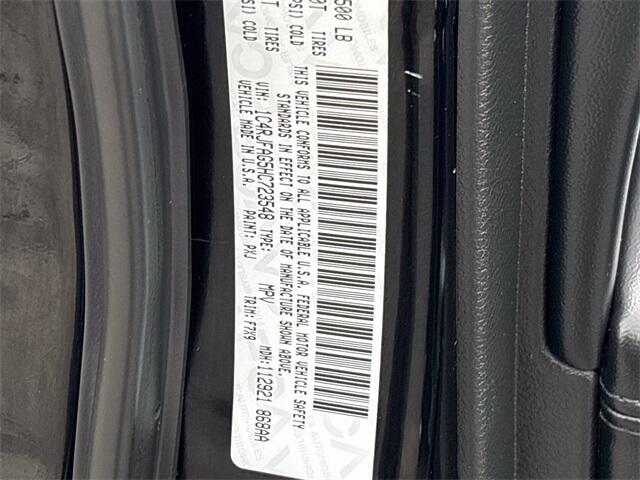 500 LB
TIRES
PSI) COLD
T TIRES
PSI) COLD
THIS VEHICLE CONFORMS TO ALL APPLICABLE U.S.A. FEDERAL MOTOR VEHICLE SAFETY
STANDARDS IN EFFECT ON THE DATE OF MANUFACTURE SHOWN ABOVE.
VIN: 1C4RJFAG5HC723548 TYPE: MPV MDH: 112921 868AA
VEHICLE MADE IN U.S.A. PAINT: PXJ TRIM: F7X9